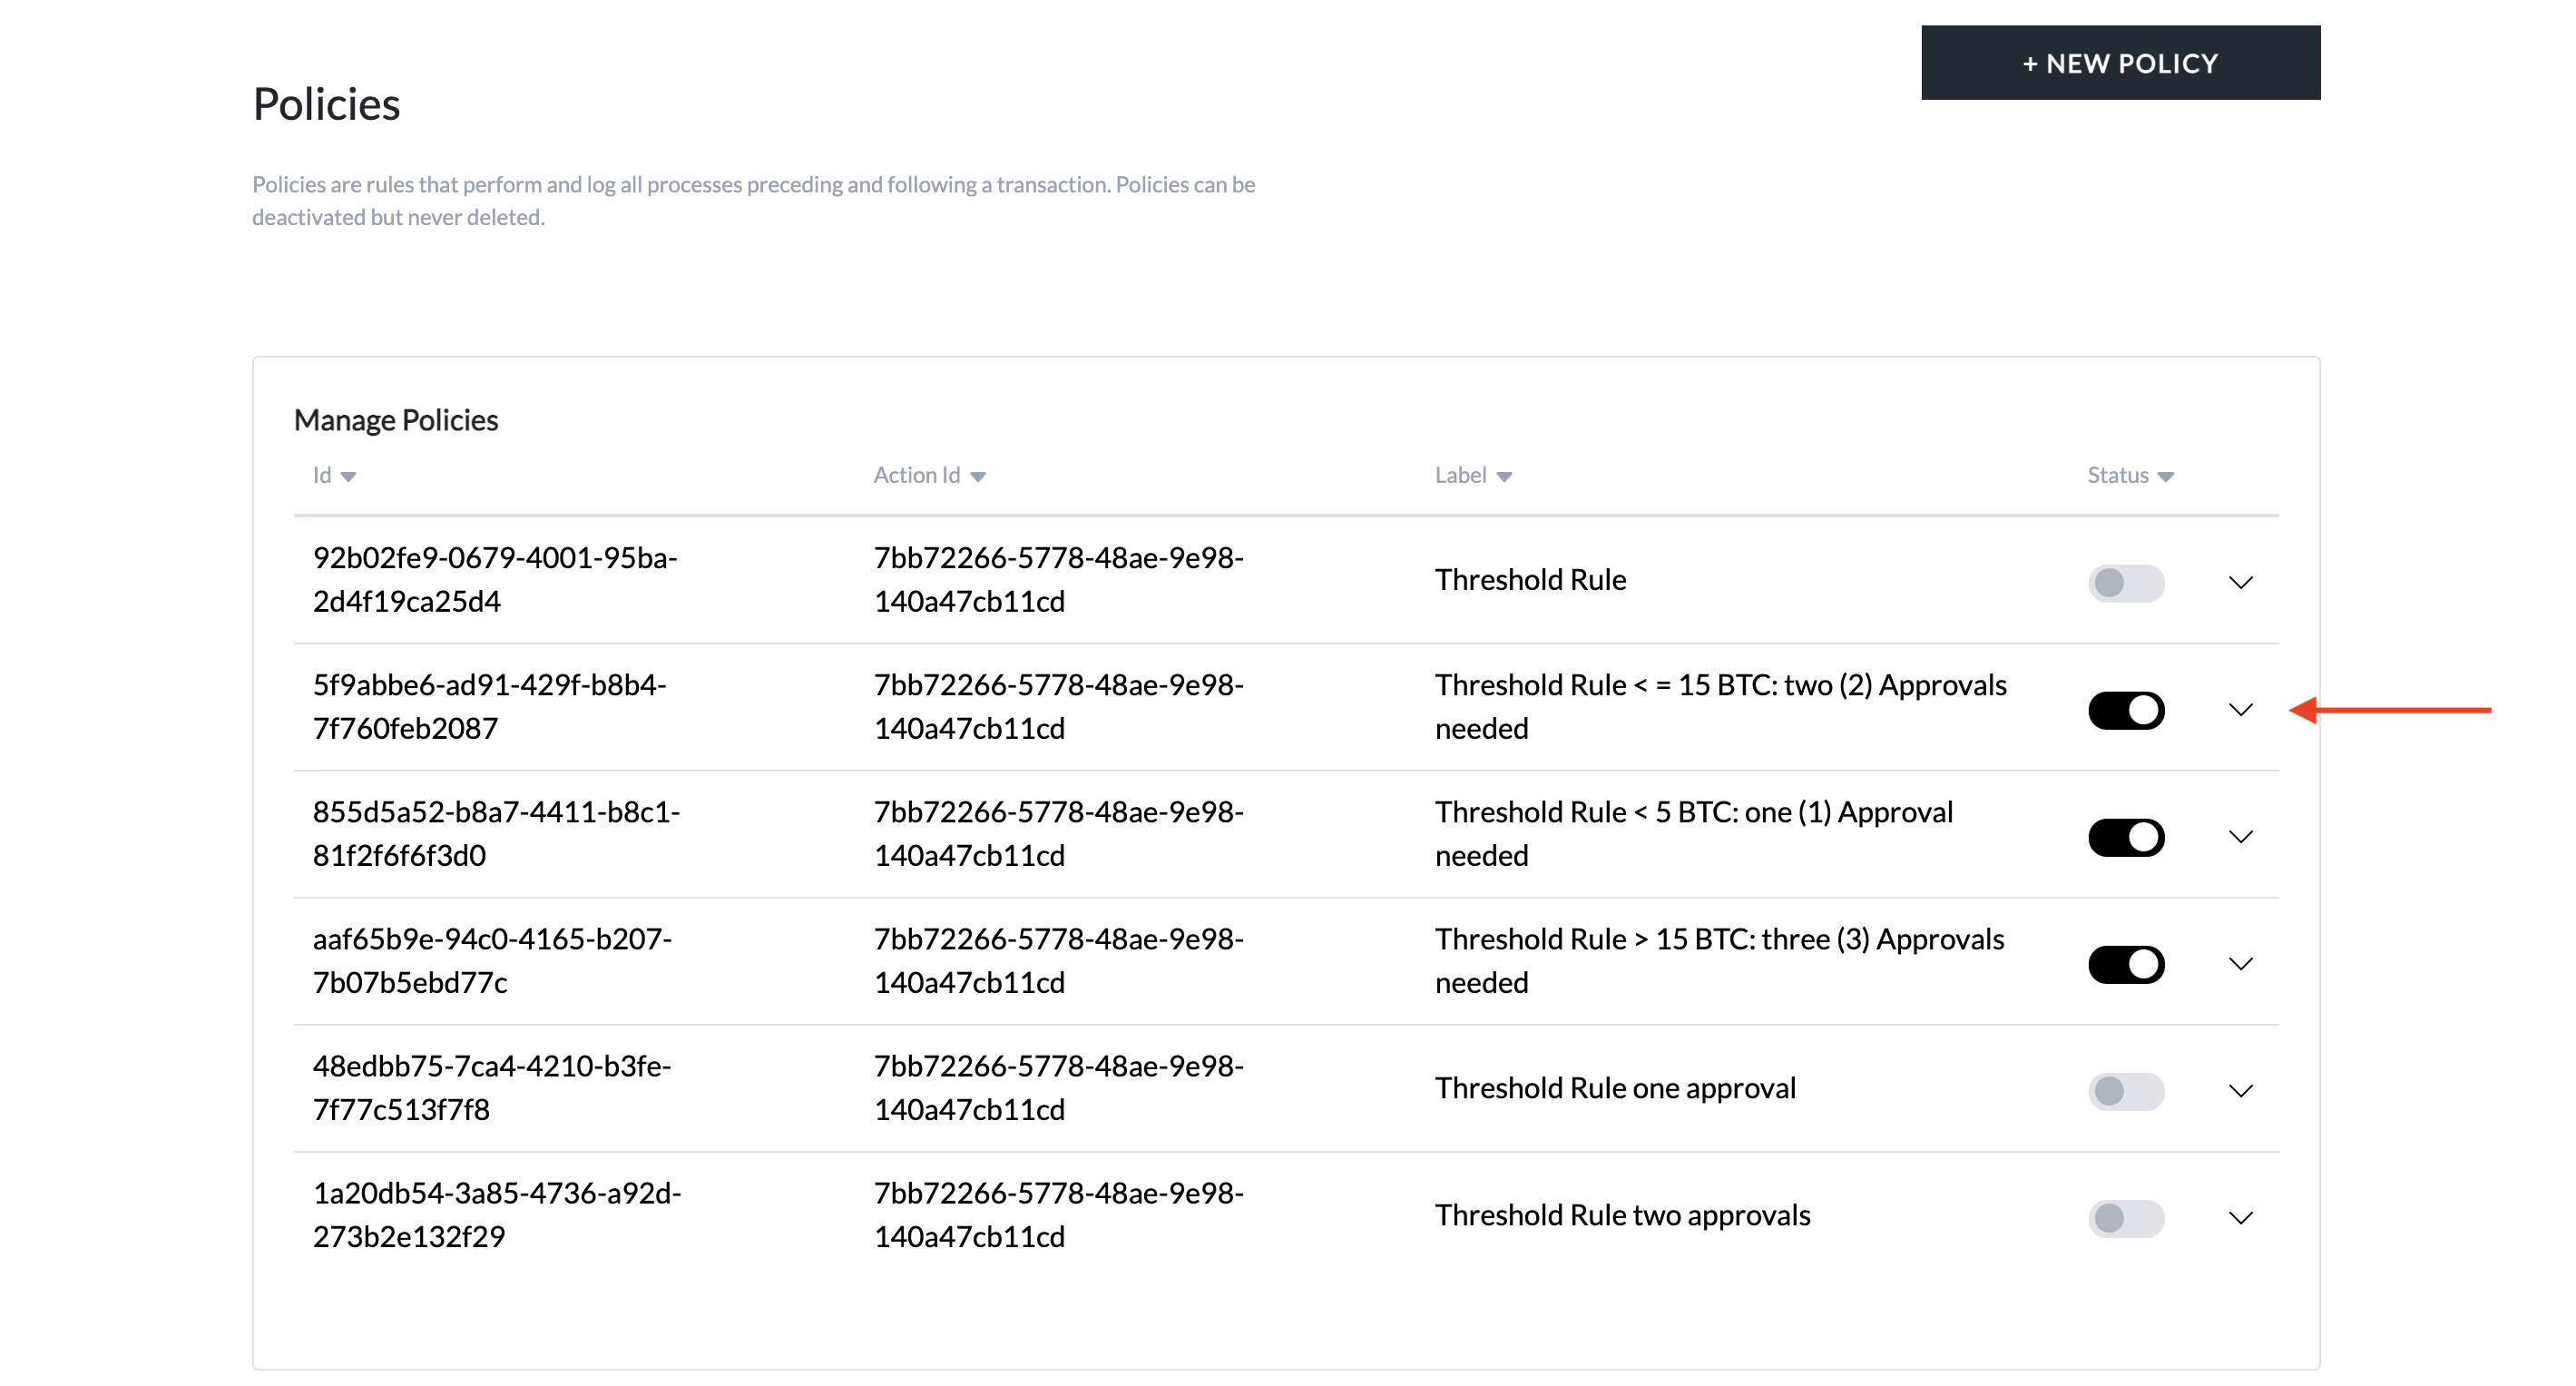 + NEW POLICY
Policies
Policies are rules that perform and log all processes preceding and following a transaction. Policies can be
deactivated but never deleted.
Manage Policies
Id Action Id Label Status
92b02fe9-0679-4001-95ba-
2d4f19ca25d4
7bb72266-5778-48ae-9e98-
140a47cb11cd
Threshold Rule
5f9abbe6-ad91-429f-b8b4-
7f760feb2087
7bb72266-5778-48ae-9e98-
140a47cb11cd
Threshold Rule < = 15 BTC: two (2) Approvals
needed
855d5a52-b8a7-4411-b8c1-
81f2f6f6f3d0
7bb72266-5778-48ae-9e98-
140a47cb11cd
Threshold Rule < 5 BTC: one (1) Approval
needed
aaf65b9e-94c0-4165-b207-
7b07b5ebd77c
7bb72266-5778-48ae-9e98-
140a47cb11cd
Threshold Rule > 15 BTC: three (3) Approvals
needed
48edbb75-7ca4-4210-b3fe-
7f77c513f7f8
7bb72266-5778-48ae-9e98-
140a47cb11cd
Threshold Rule one approval
1a20db54-3a85-4736-a92d-
273b2e132f29
7bb72266-5778-48ae-9e98-
140a47cb11cd
Threshold Rule two approvals